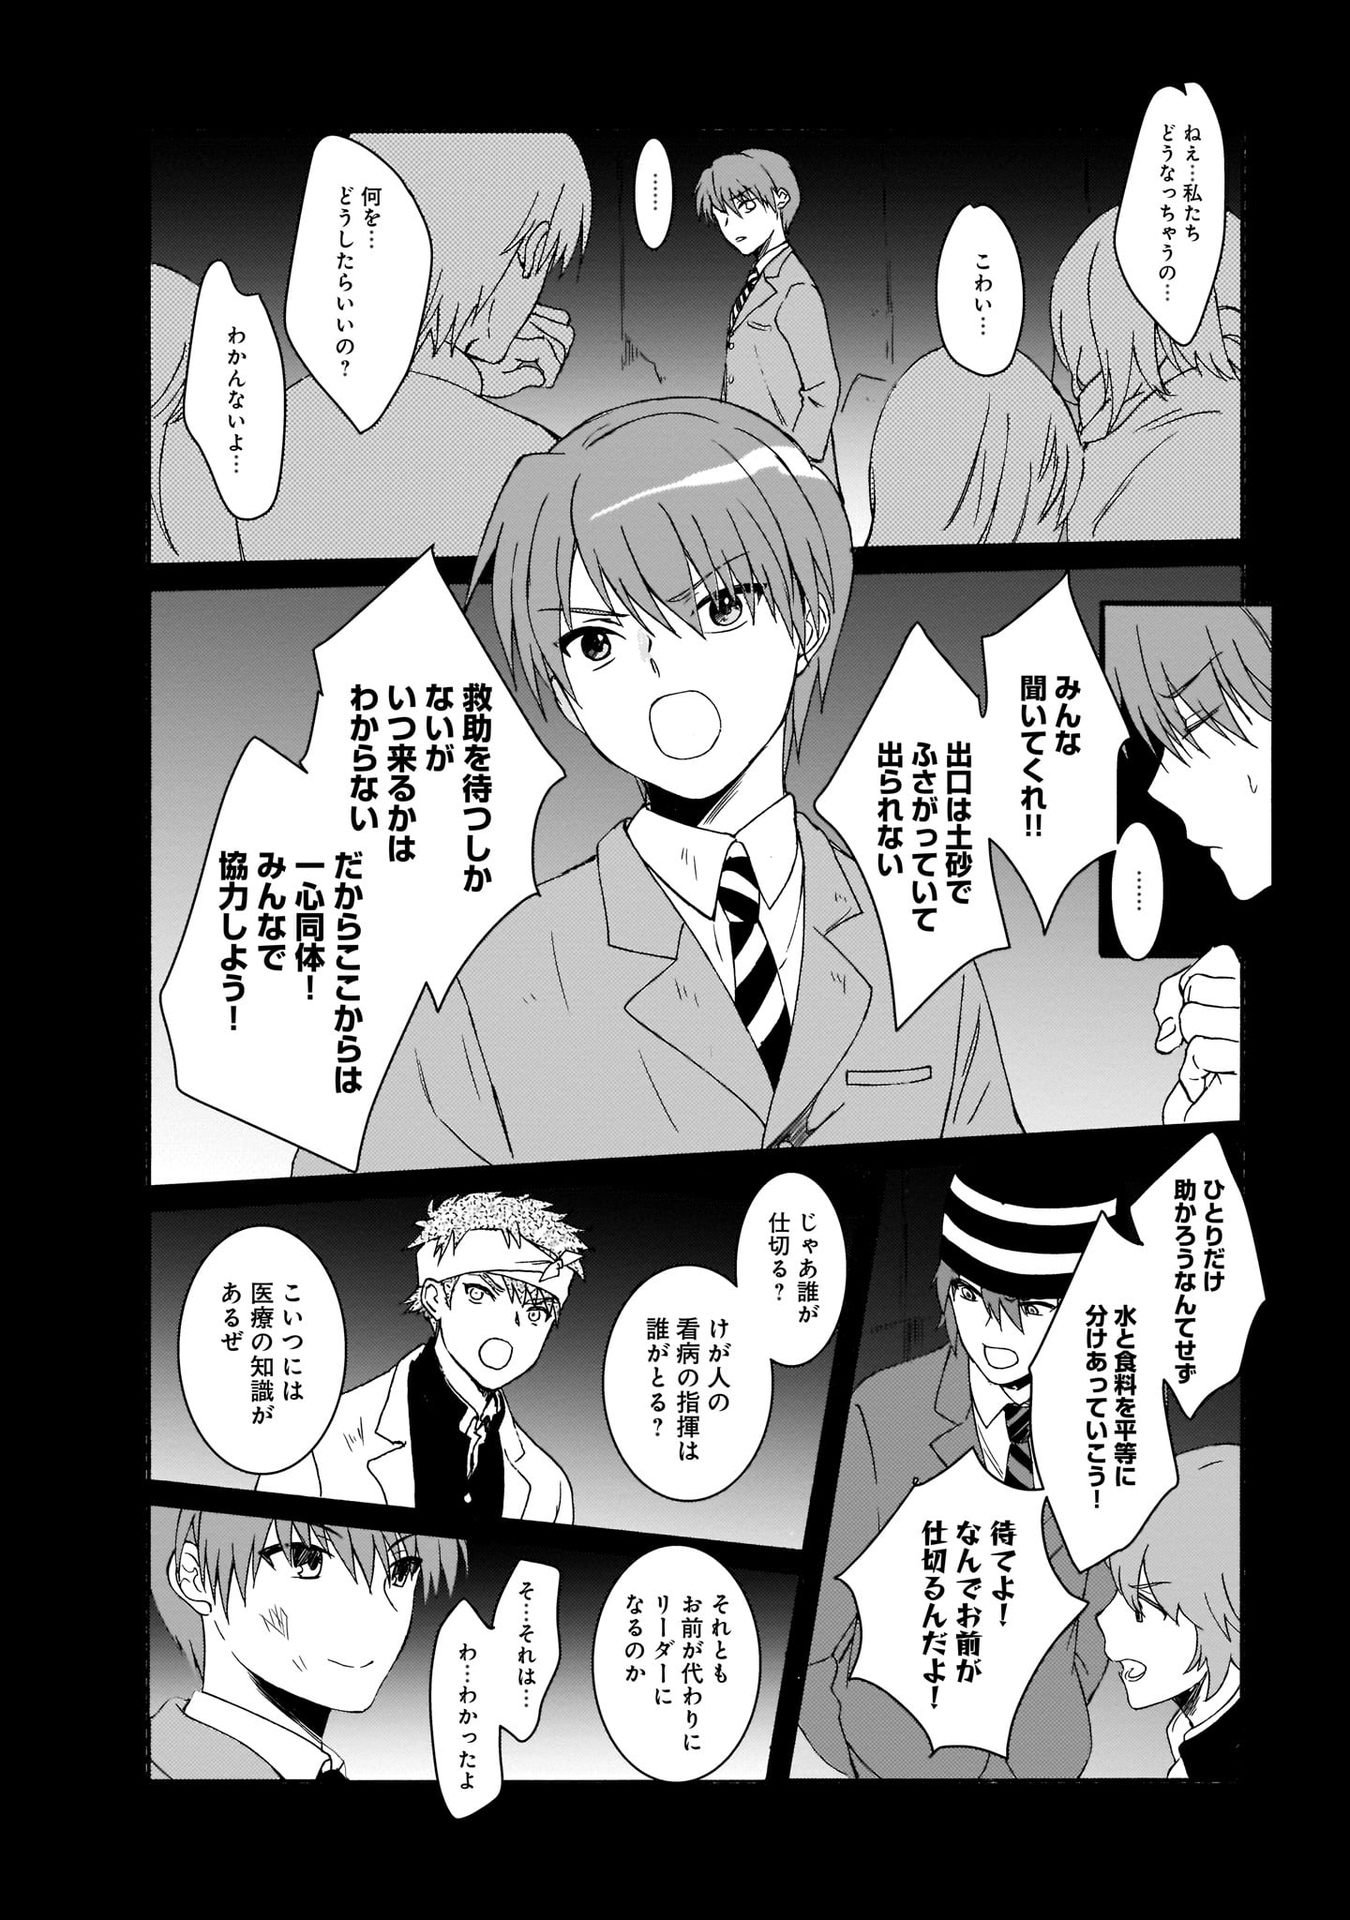 ねぇ…私たち
どうなっちゃうの…
こわい…
……
何を…
どうしたらいいの?
わかんないよ…
……
みんな
聞いてくれ!!
出口は土砂で
ふさがっていて
出られない
救助を待つしか
ないが
いつ来るかは
わからない
だからここからは
一心同体!
みんなで
協力しよう!
ひとりだけ
助かろうなんてせず
水と食料を平等に
分けあっていこう!
待てよ!
なんでお前が
仕切るんだよ!
じゃあ誰が
仕切る?
けが人の
看病の指揮は
誰がとる?
こいつには
医療の知識が
あるぜ
それとも
お前が代わりに
リーダーに
なるのか
そ…それは…
わ…わかったよ